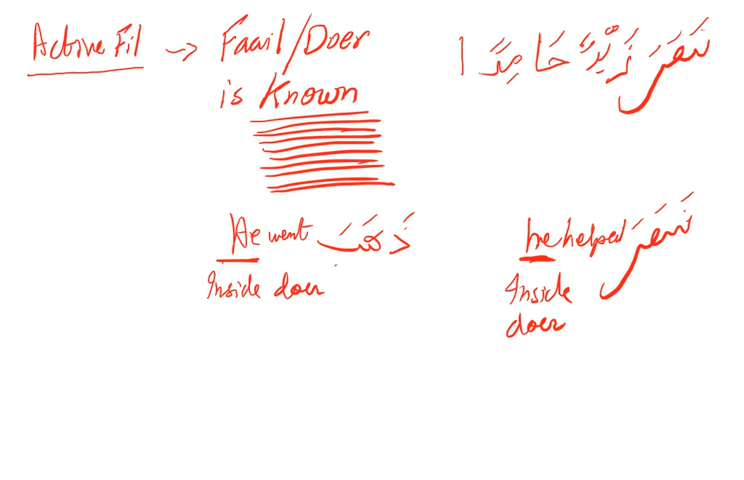 Active Fil → Faail/Doer
is Known
نَصَرَ زَيْدٌ حَامِدًا
He went ذَهَبَ
Inside doer
he helped نَصَرَ
Inside
doer